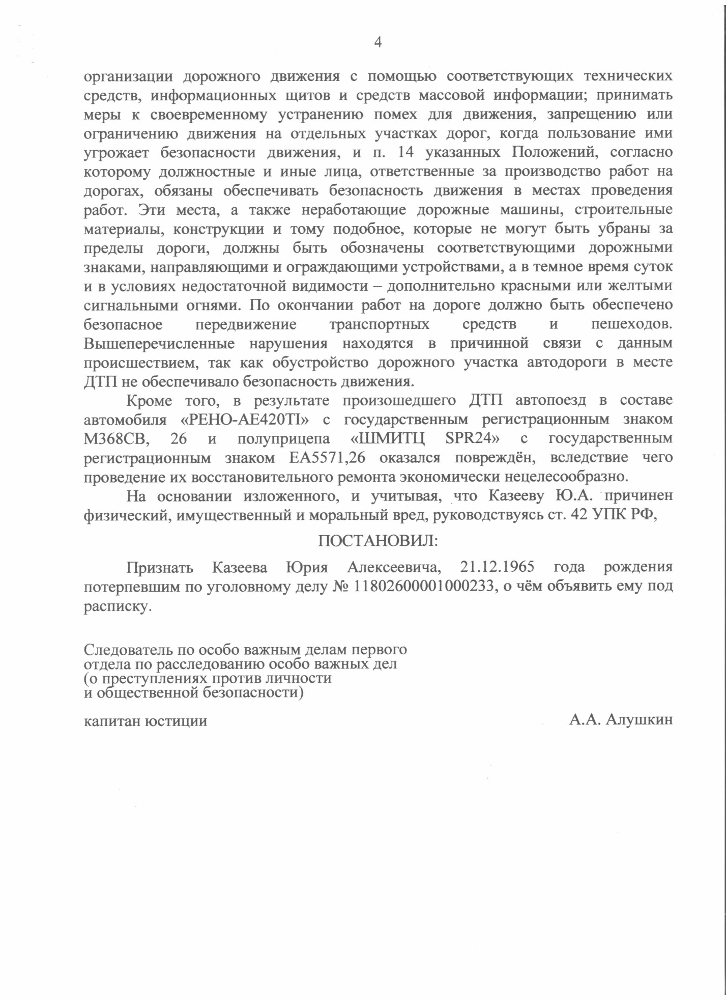 4
организации дорожного движения с помощью соответствующих технических
средств, информационных щитов и средств массовой информации; принимать
меры к своевременному устранению помех для движения, запрещению или
ограничению движения на отдельных участках дорог, когда пользование ими
угрожает безопасности движения, и п. 14 указанных Положений, согласно
которому должностные и иные лица, ответственные за производство работ на
дорогах, обязаны обеспечивать безопасность движения в местах проведения
работ. Эти места, а также неработающие дорожные машины, строительные
материалы, конструкции и тому подобное, которые не могут быть убраны за
пределы дороги, должны быть обозначены соответствующими дорожными
знаками, направляющими и ограждающими устройствами, а в темное время суток
и в условиях недостаточной видимости – дополнительно красными или желтыми
сигнальными огнями. По окончании работ на дороге должно быть обеспечено
безопасное передвижение транспортных средств и пешеходов.
Вышеперечисленные нарушения находятся в причинной связи с данным
происшествием, так как обустройство дорожного участка автодороги в месте
ДТП не обеспечивало безопасность движения.
Кроме того, в результате произошедшего ДТП автопоезд в составе
автомобиля «РЕНО-АЕ420TI» с государственным регистрационным знаком
М368СВ, 26 и полуприцепа «ШМИТЦ SPR24» с государственным
регистрационным знаком ЕА5571,26 оказался повреждён, вследствие чего
проведение их восстановительного ремонта экономически нецелесообразно.
На основании изложенного, и учитывая, что Казееву Ю.А. причинен
физический, имущественный и моральный вред, руководствуясь ст. 42 УПК РФ,
ПОСТАНОВИЛ:
Признать Казеева Юрия Алексеевича, 21.12.1965 года рождения
потерпевшим по уголовному делу № 11802600001000233, о чём объявить ему под
расписку.
Следователь по особо важным делам первого
отдела по расследованию особо важных дел
(о преступлениях против личности
и общественной безопасности)
капитан юстиции А.А. Алушкин